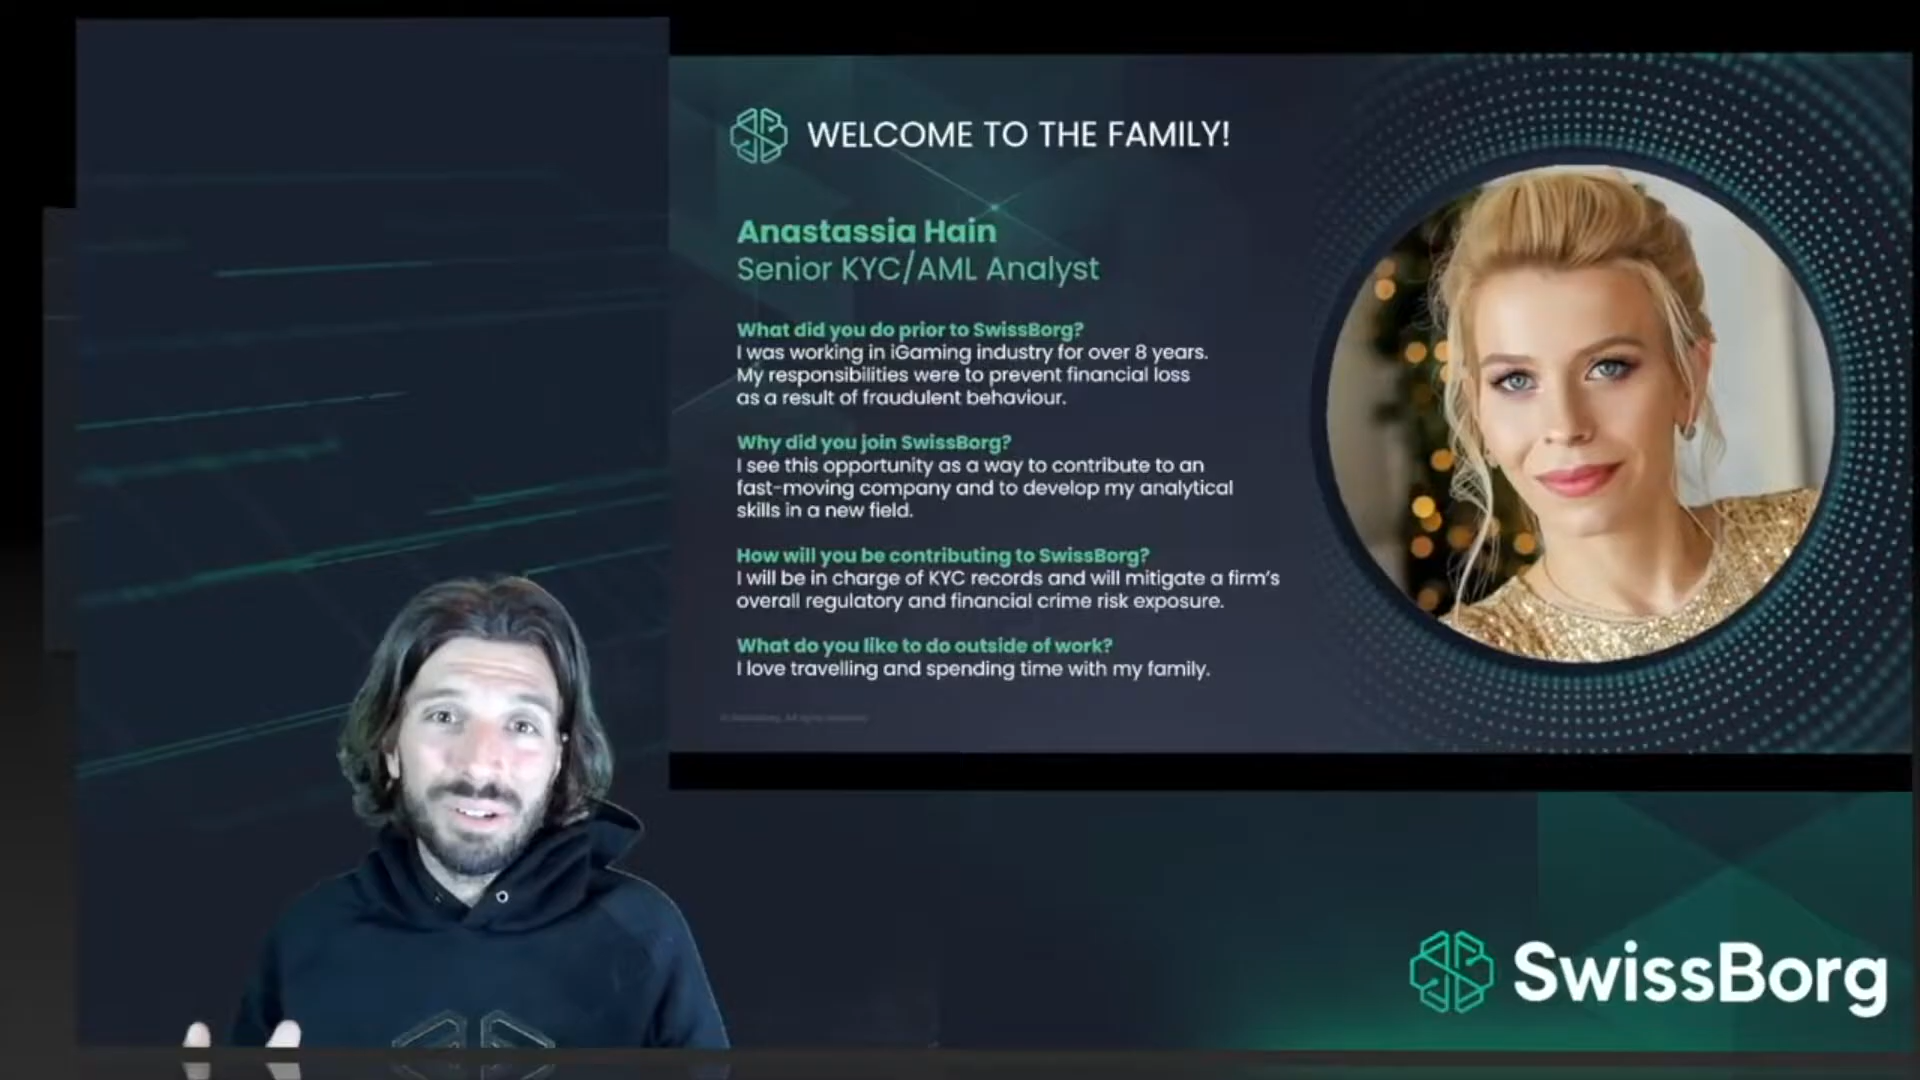 WELCOME TO THE FAMILY!
Anastassia Hain
Senior KYC/AML Analyst
What did you do prior to SwissBorg?
I was working in iGaming industry for over 8 years.
My responsibilities were to prevent financial loss
as a result of fraudulent behaviour.
Why did you join SwissBorg?
I see this opportunity as a way to contribute to an
fast-moving company and to develop my analytical
skills in a new field.
How will you be contributing to SwissBorg?
I will be in charge of KYC records and will mitigate a firm's
overall regulatory and financial crime risk exposure.
What do you like to do outside of work?
I love travelling and spending time with my family.
SwissBorg